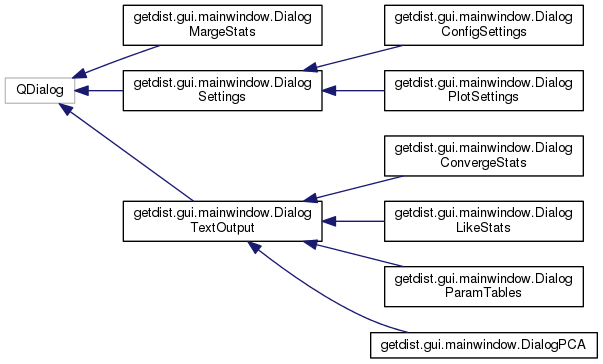 QDialog
getdist.gui.mainwindow.Dialog
MargeStats
getdist.gui.mainwindow.Dialog
Settings
getdist.gui.mainwindow.Dialog
TextOutput
getdist.gui.mainwindow.Dialog
ConfigSettings
getdist.gui.mainwindow.Dialog
PlotSettings
getdist.gui.mainwindow.Dialog
ConvergeStats
getdist.gui.mainwindow.Dialog
LikeStats
getdist.gui.mainwindow.Dialog
ParamTables
getdist.gui.mainwindow.DialogPCA